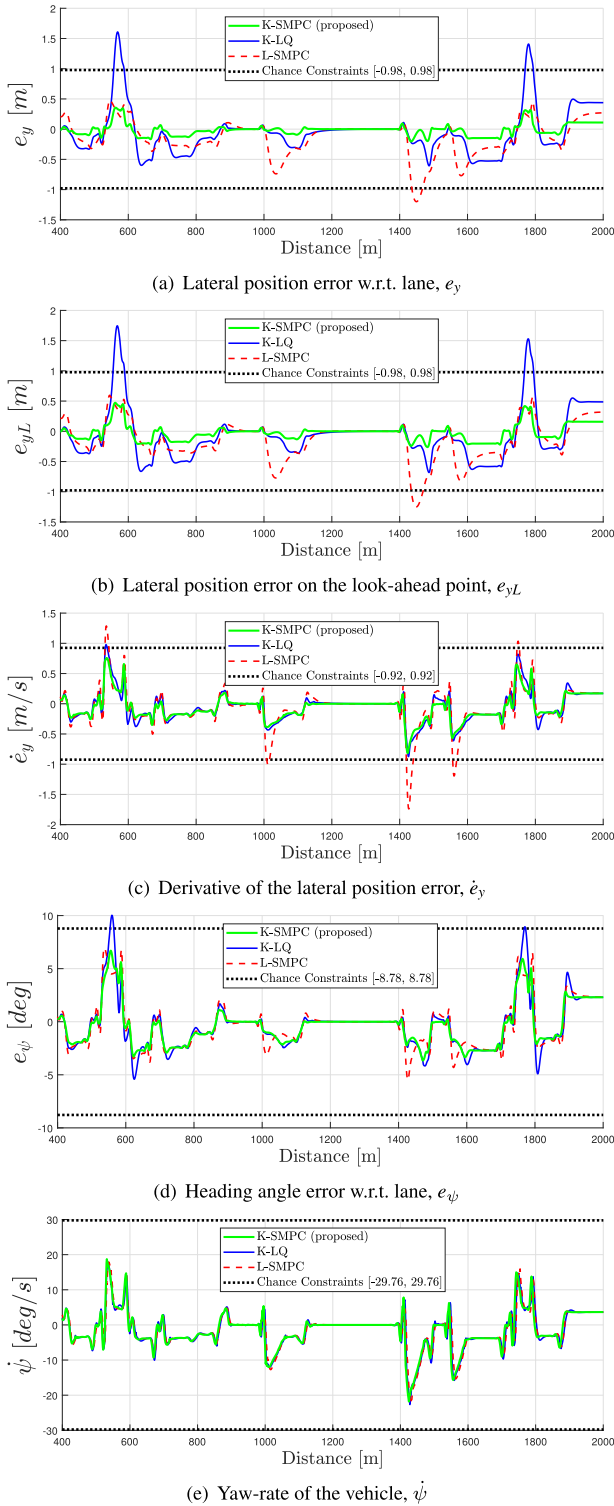 2
1.5
1
0.5
0
-0.5
-1
-1.5
e_y [m]
K-SMPC (proposed)
K-LQ
L-SMPC
Chance Constraints [-0.98, 0.98]
400 600 800 1000 1200 1400 1600 1800 2000
Distance [m]
(a) Lateral position error w.r.t. lane, e_y
2
1.5
1
0.5
0
-0.5
-1
-1.5
e_{yL} [m]
K-SMPC (proposed)
K-LQ
L-SMPC
Chance Constraints [-0.98, 0.98]
400 600 800 1000 1200 1400 1600 1800 2000
Distance [m]
(b) Lateral position error on the look-ahead point, e_{yL}
1.5
1
0.5
0
-0.5
-1
-1.5
-2
ė_y [m/s]
K-SMPC (proposed)
K-LQ
L-SMPC
Chance Constraints [-0.92, 0.92]
400 600 800 1000 1200 1400 1600 1800 2000
Distance [m]
(c) Derivative of the lateral position error, ė_y
10
5
0
-5
-10
e_ψ [deg]
K-SMPC (proposed)
K-LQ
L-SMPC
Chance Constraints [-8.78, 8.78]
400 600 800 1000 1200 1400 1600 1800 2000
Distance [m]
(d) Heading angle error w.r.t. lane, e_ψ
30
20
10
0
-10
-20
-30
ψ̇ [deg/s]
K-SMPC (proposed)
K-LQ
L-SMPC
Chance Constraints [-29.76, 29.76]
400 600 800 1000 1200 1400 1600 1800 2000
Distance [m]
(e) Yaw-rate of the vehicle, ψ̇